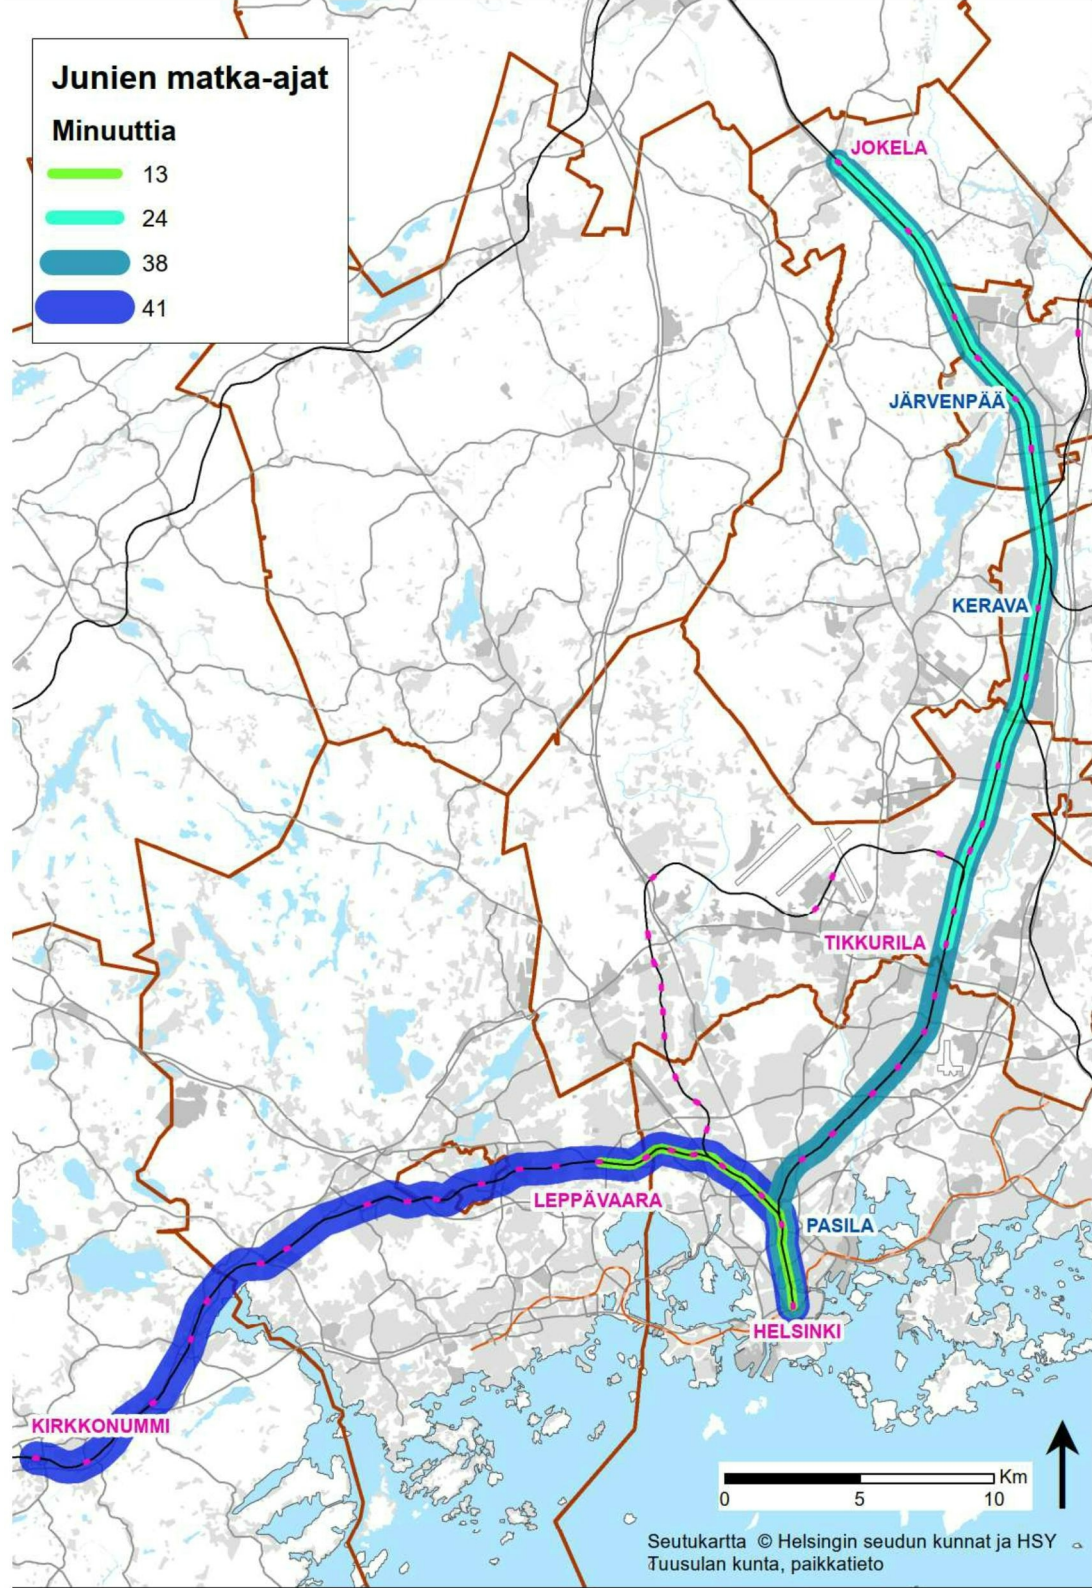 Junien matka-ajat
Minuuttia
13
24
38
41
JOKELA
JÄRVENPÄÄ
KERAVA
TIKKURILA
LEPPÄVAARA
PASILA
HELSINKI
KIRKKONUMMI
Km
0 5 10
Seutukartta © Helsingin seudun kunnat ja HSY
Tuusulan kunta, paikkatieto